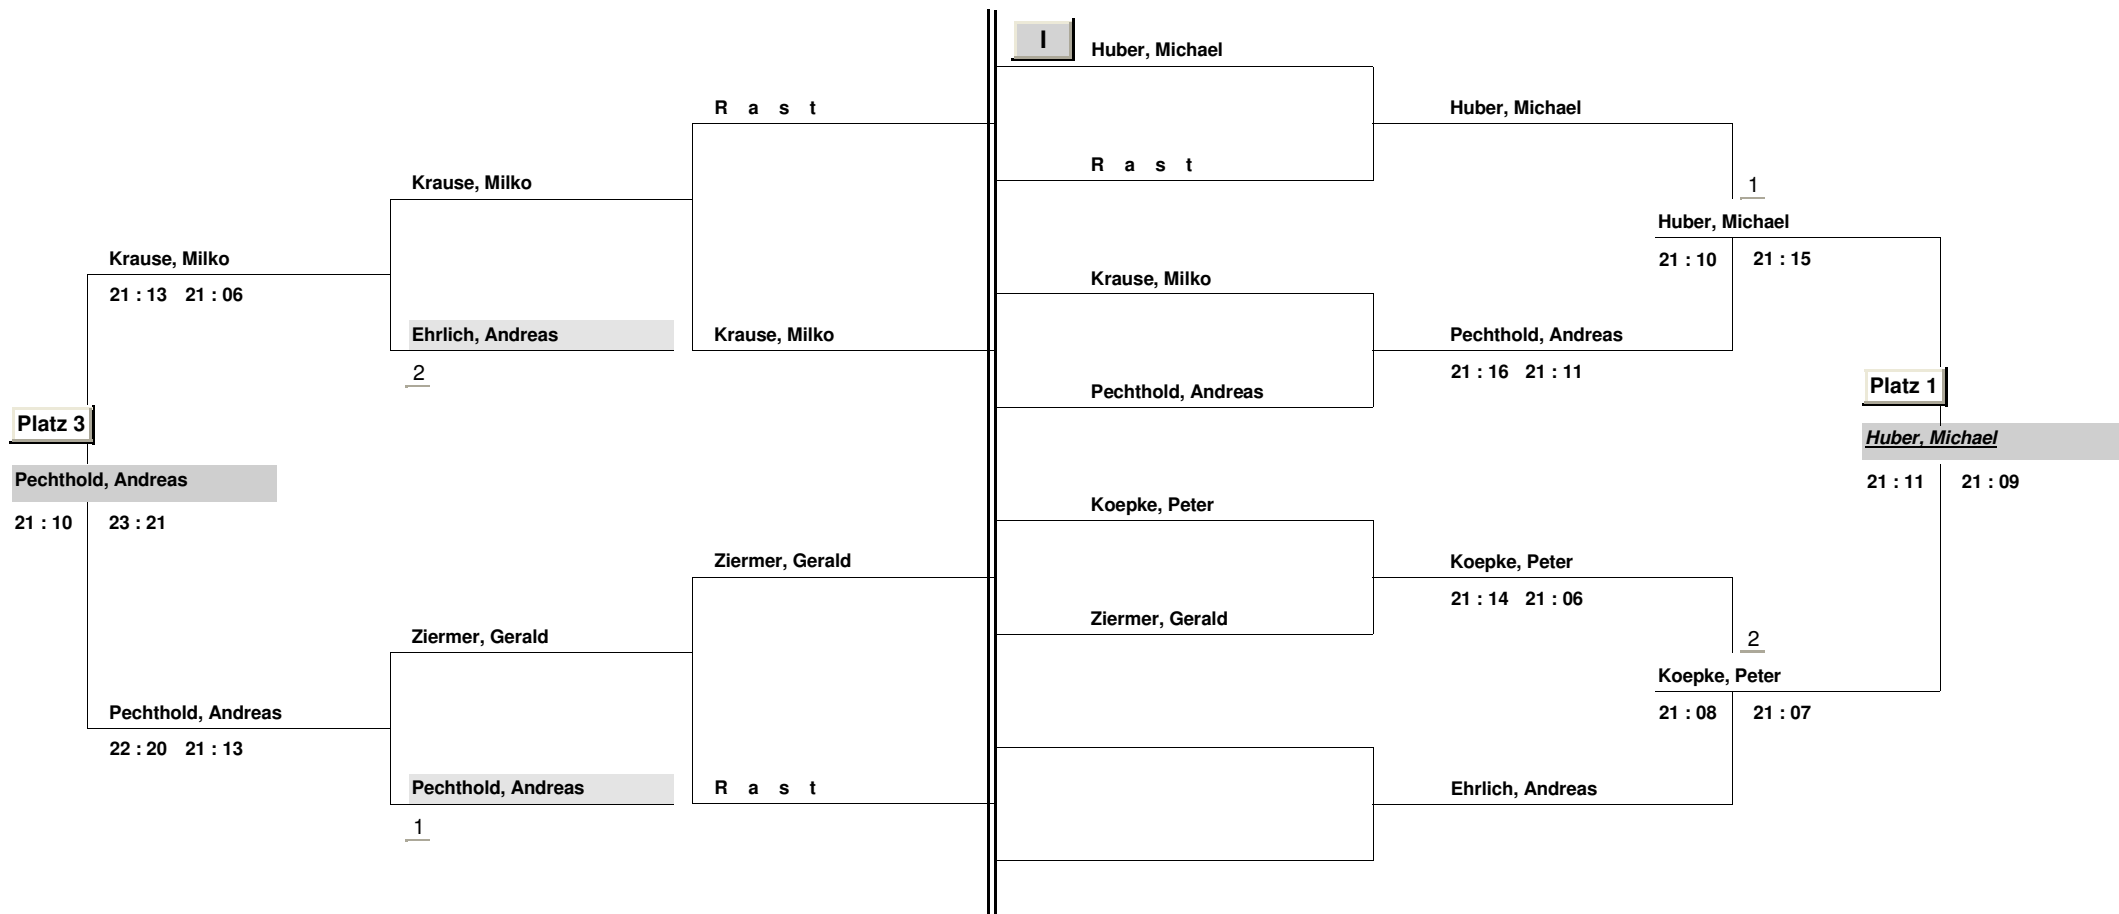 I
Huber, Michael
R a s t
Huber, Michael
R a s t
1
Krause, Milko
Huber, Michael
21 : 10 21 : 15
Krause, Milko
21 : 13 21 : 06
Krause, Milko
Ehrlich, Andreas
Krause, Milko
Pechthold, Andreas
21 : 16 21 : 11
2
Platz 1
Pechthold, Andreas
Platz 3
Huber, Michael
21 : 11 21 : 09
Pechthold, Andreas
21 : 10 23 : 21
Koepke, Peter
Ziermer, Gerald
Koepke, Peter
21 : 14 21 : 06
Ziermer, Gerald
Ziermer, Gerald
2
Koepke, Peter
21 : 08 21 : 07
Pechthold, Andreas
22 : 20 21 : 13
Pechthold, Andreas
R a s t
Ehrlich, Andreas
1